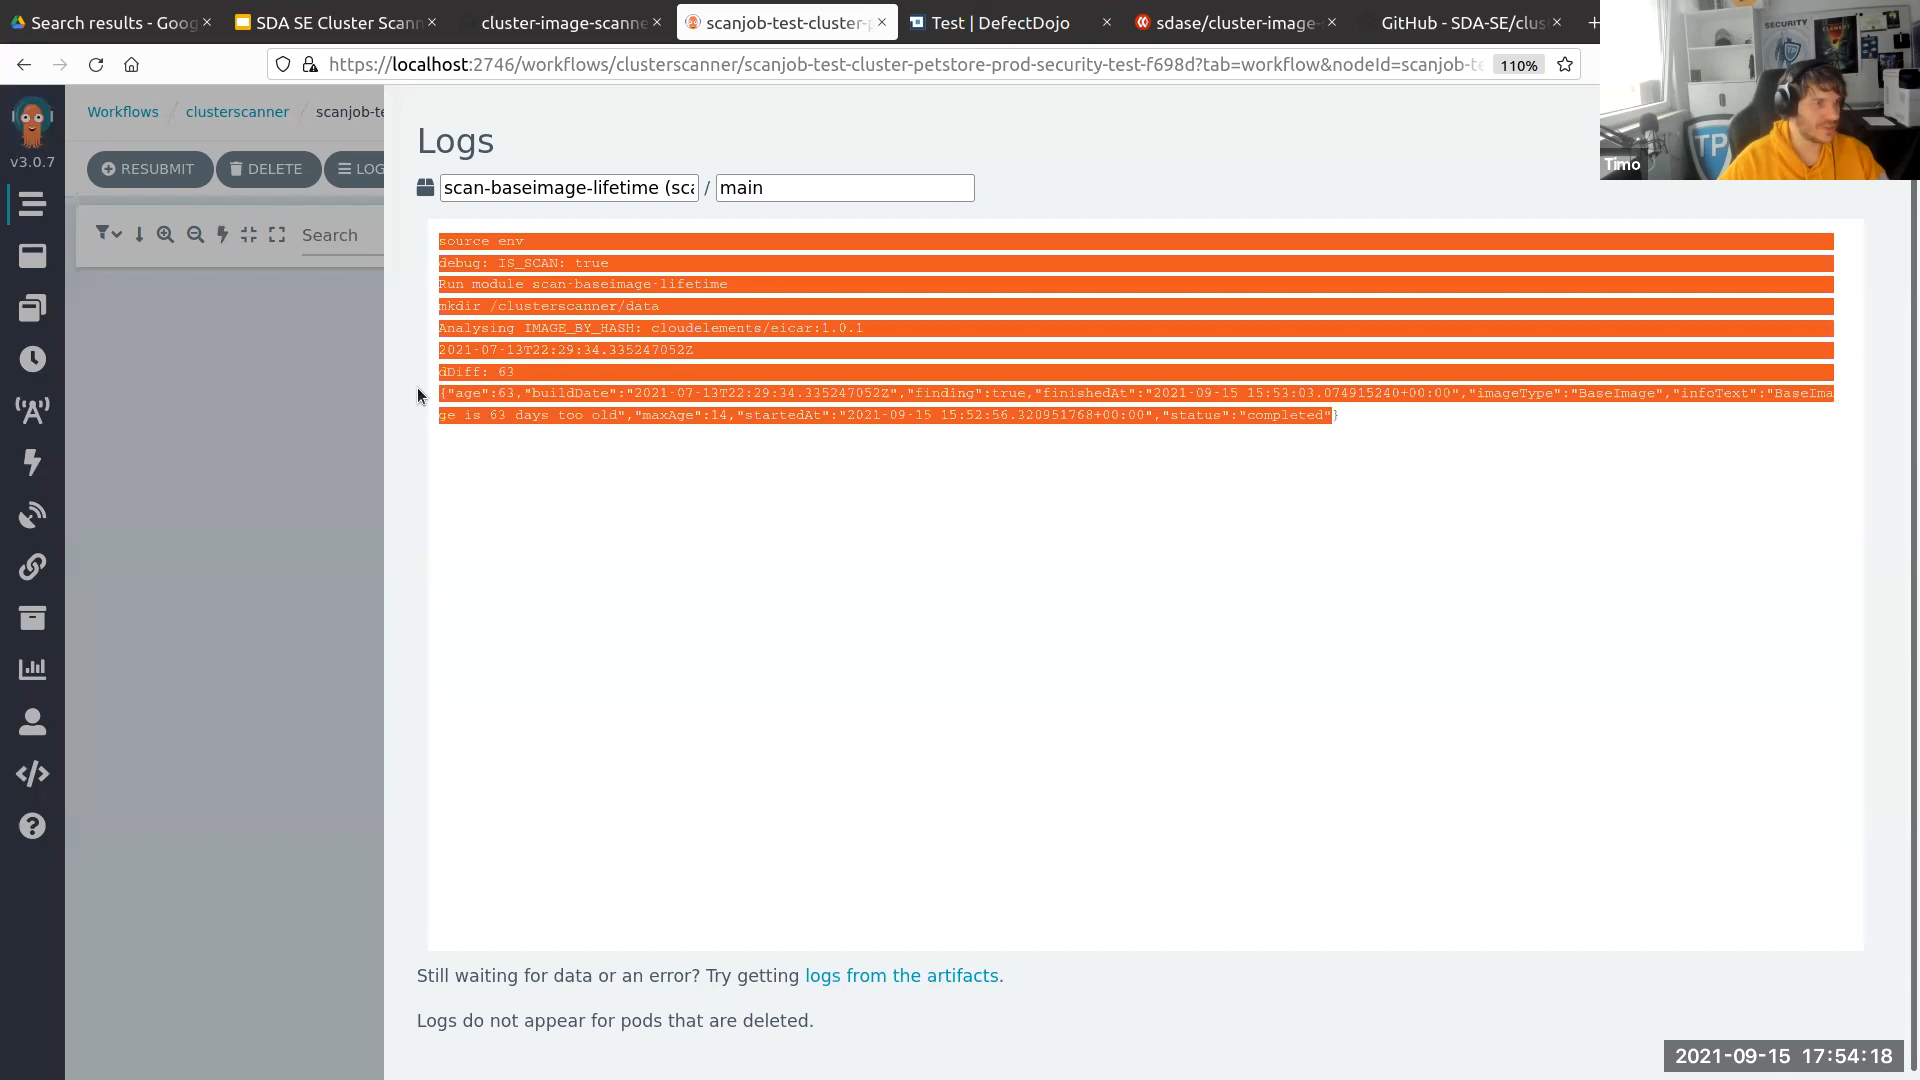 Search results - Goog
SDA SE Cluster Scann
cluster-image-scanne
scanjob-test-cluster-p
Test | DefectDojo
sdase/cluster-image-
GitHub - SDA-SE/clus
https://localhost:2746/workflows/clusterscanner/scanjob-test-cluster-petstore-prod-security-test-f698d?tab=workflow&nodeId=scanjob-te
110%
SECURITY
TP
Timo
v3.0.7
Workflows / clusterscanner / scanjob-te
RESUBMIT
DELETE
LOG
Search
Logs
scan-baseimage-lifetime (sca / main
source env
debug: IS_SCAN: true
Run module scan-baseimage-lifetime
mkdir /clusterscanner/data
Analysing IMAGE_BY_HASH: cloudelements/eicar:1.0.1
2021-07-13T22:29:34.335247052Z
dDiff: 63
{"age":63,"buildDate":"2021-07-13T22:29:34.335247052Z","finding":true,"finishedAt":"2021-09-15 15:53:03.074915240+00:00","imageType":"BaseImage","infoText":"BaseIma
ge is 63 days too old","maxAge":14,"startedAt":"2021-09-15 15:52:56.320951768+00:00","status":"completed"}
Still waiting for data or an error? Try getting logs from the artifacts.
Logs do not appear for pods that are deleted.
2021-09-15 17:54:18